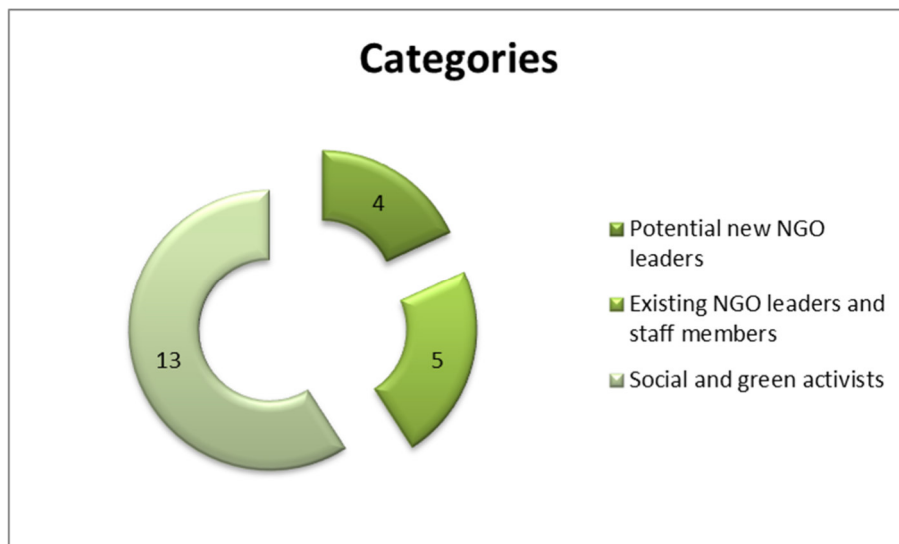 Categories
4
5
13
Potential new NGO
leaders
Existing NGO leaders and
staff members
Social and green activists